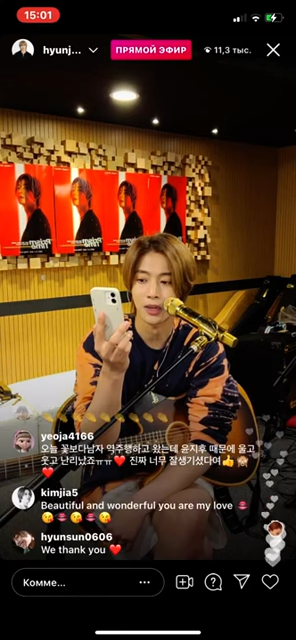 15:01
hyunj...
ПРЯМОЙ ЭФИР
11,3 тыс.
yeoja4166
오늘 꽃보다남자 역주행하고 왔는데 윤지후 때문에 울고
웃고 난리났죠ㅠㅠ❤️ 진짜 너무 잘생기셨다여👍🙈
kimjia5
Beautiful and wonderful you are my love 💋
😘💋😘💋😘
hyunsun0606
We thank you ❤️
Комме... ...